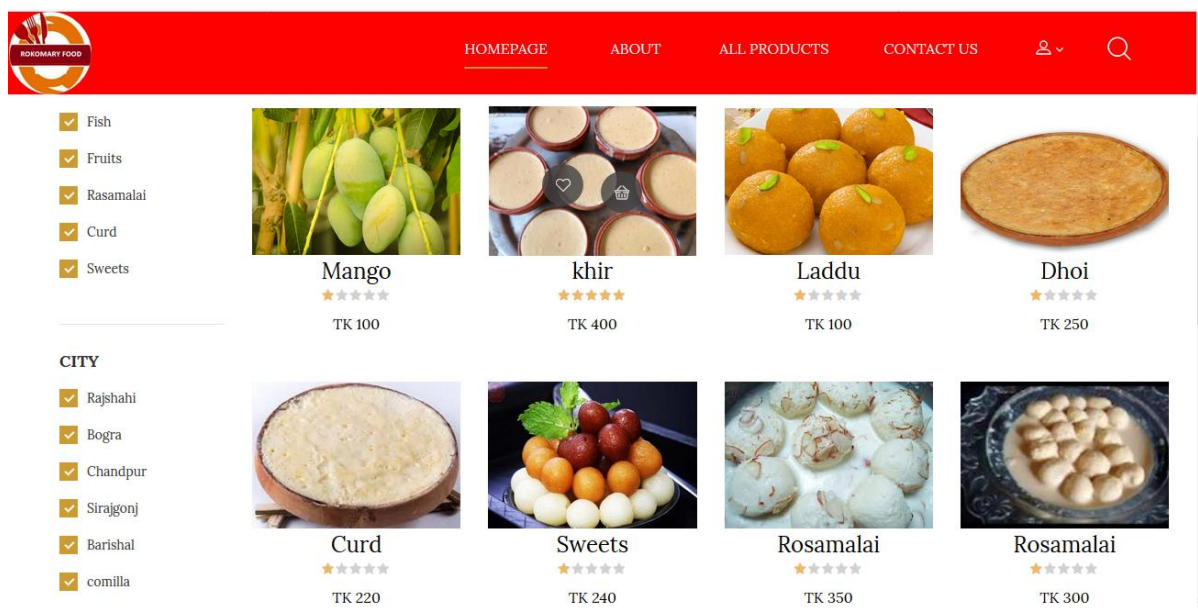 ROKOMARY FOOD
HOMEPAGE
ABOUT
ALL PRODUCTS
CONTACT US
Fish
Fruits
Rasamalai
Curd
Sweets
CITY
Rajshahi
Bogra
Chandpur
Sirajgonj
Barishal
comilla
Mango
TK 100
khir
TK 400
Laddu
TK 100
Dhoi
TK 250
Curd
TK 220
Sweets
TK 240
Rosamalai
TK 350
Rosamalai
TK 300